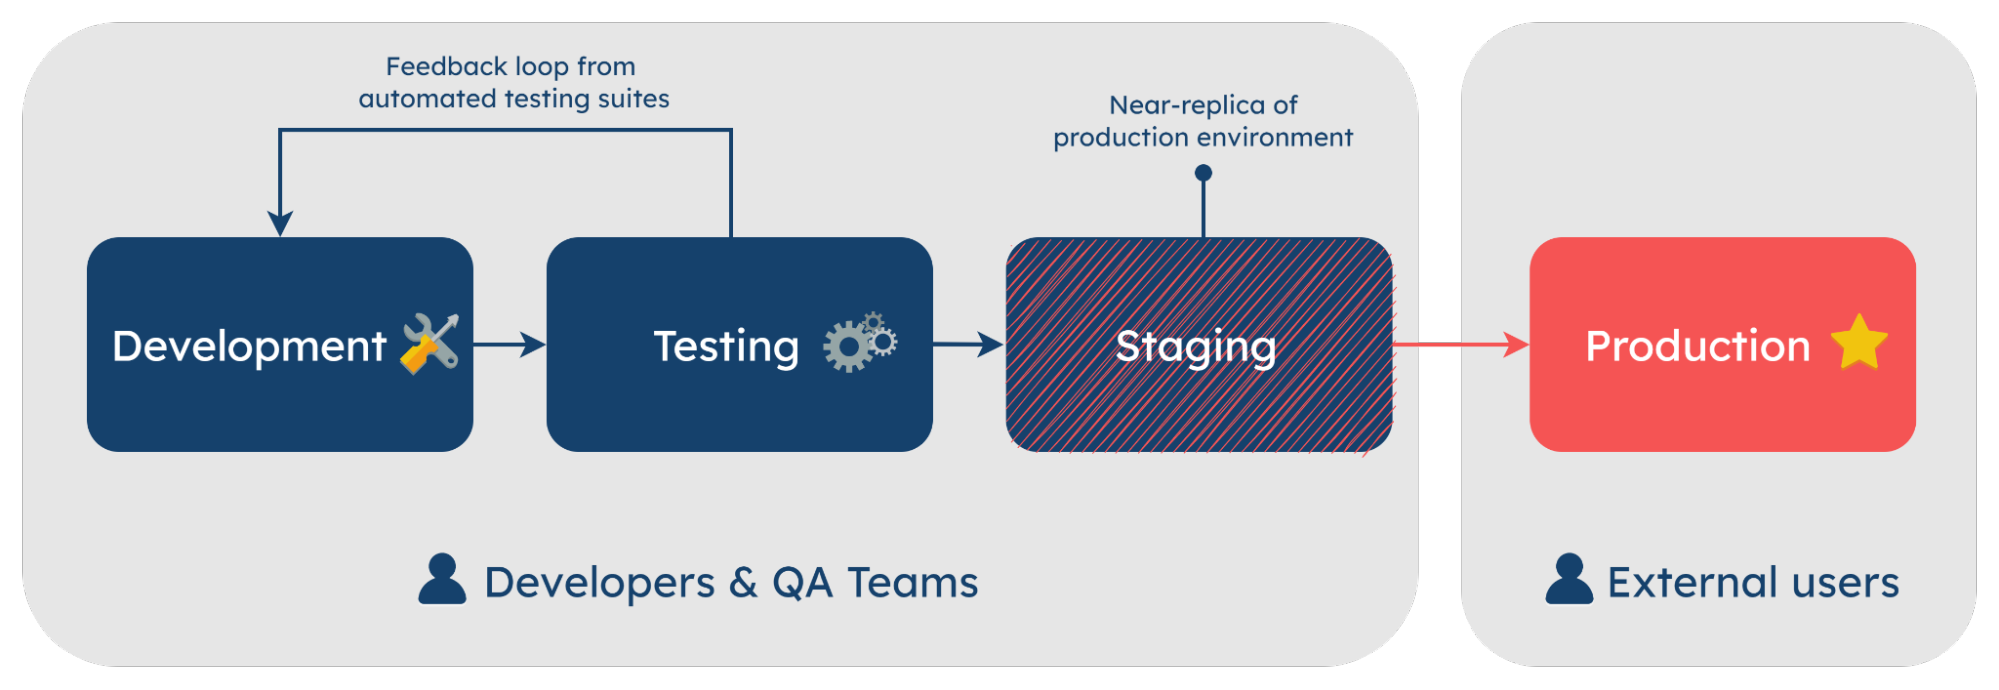 Feedback loop from
automated testing suites
Near-replica of
production environment
Development
Testing
Staging
Production
Developers & QA Teams
External users